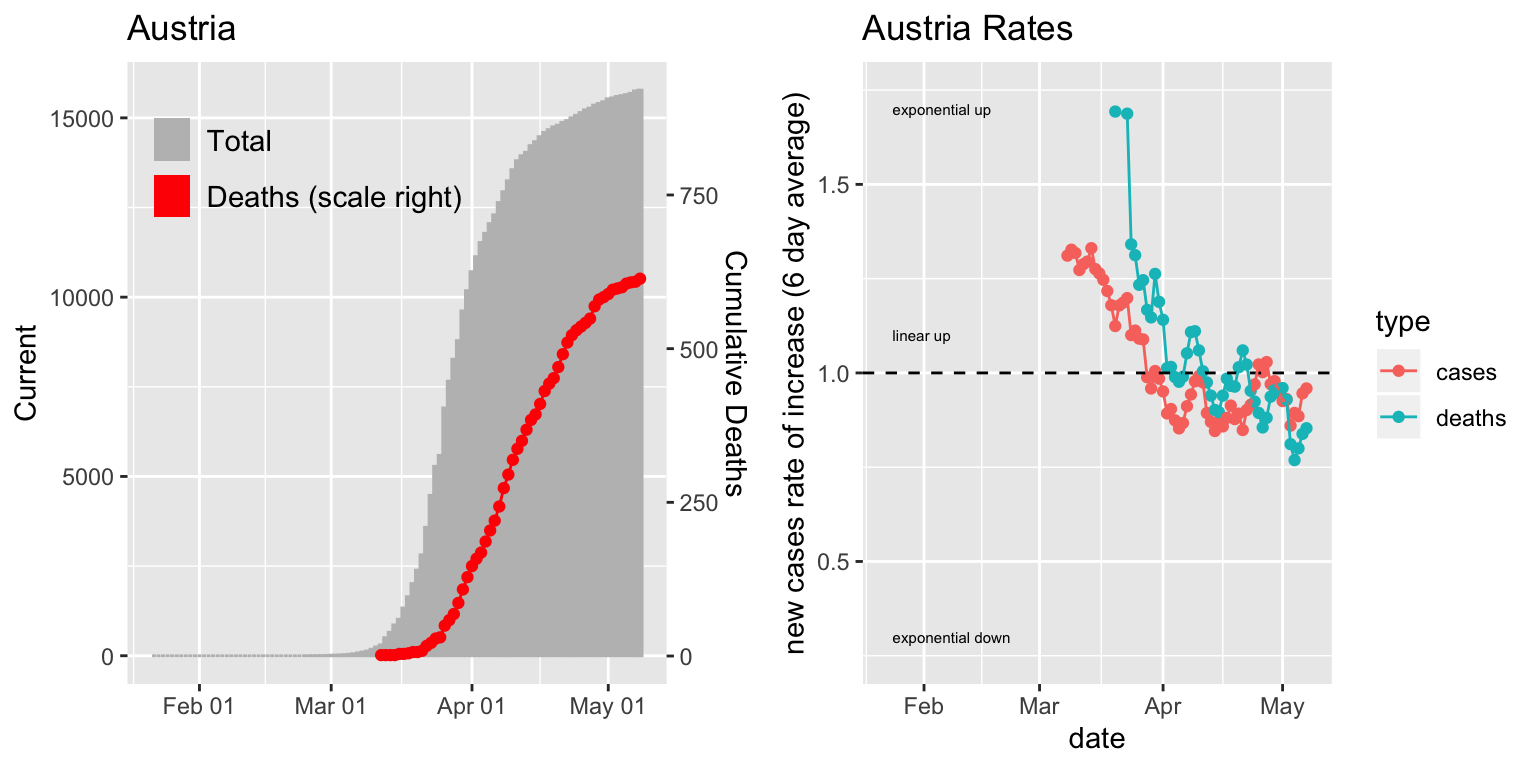 Austria
Total
Deaths (scale right)
Current
15000
10000
5000
0
750
500
250
0
Cumulative Deaths
Feb 01
Mar 01
Apr 01
May 01
Austria Rates
new cases rate of increase (6 day average)
1.5
1.0
0.5
exponential up
linear up
exponential down
Feb
Mar
Apr
May
date
type
cases
deaths